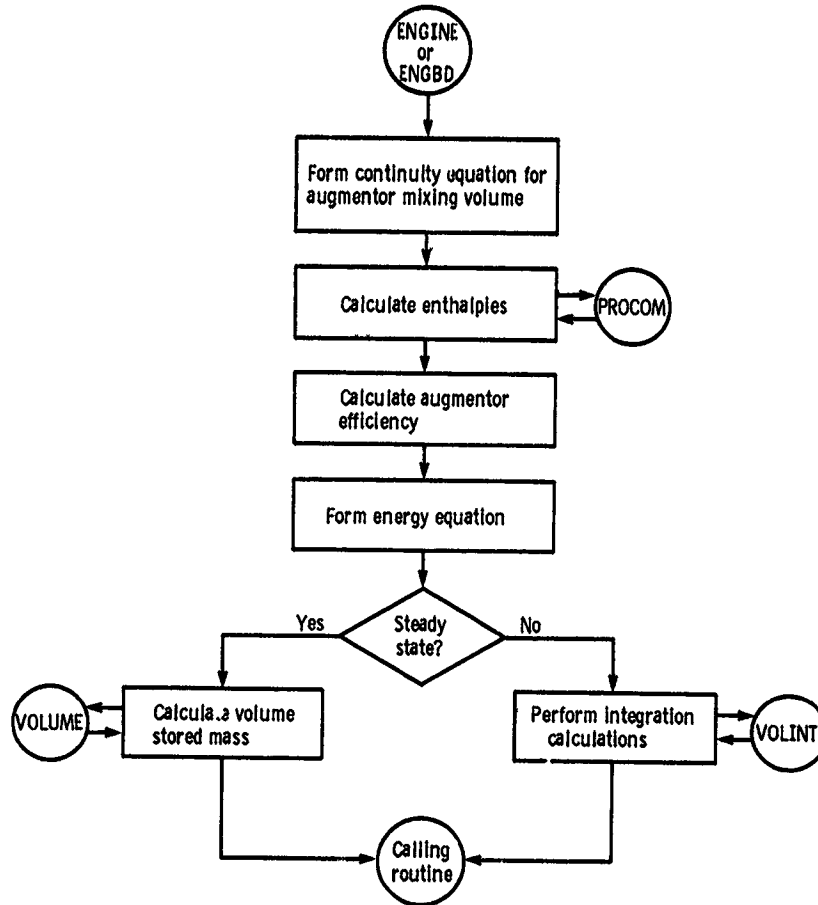 ENGINE
or
ENGBD
Form continuity equation for
augmentor mixing volume
Calculate enthalpies
PROCOM
Calculate augmentor
efficiency
Form energy equation
Steady
state?
Yes
No
VOLUME
Calculate volume
stored mass
Perform integration
calculations
VOLINT
Calling
routine